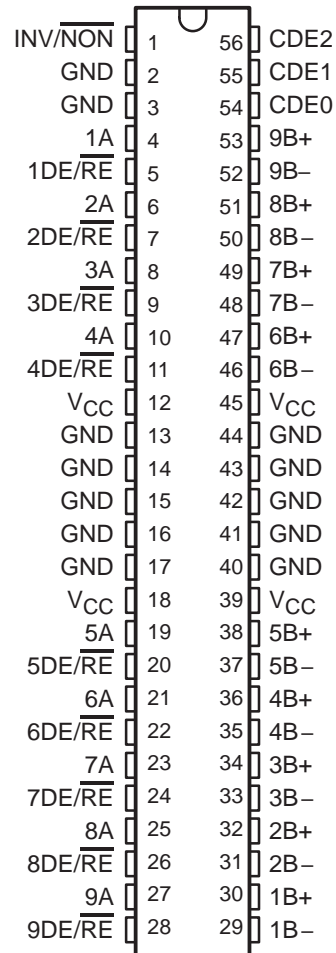 INV/NON 1 56 CDE2
GND 2 55 CDE1
GND 3 54 CDE0
1A 4 53 9B+
1DE/RE 5 52 9B–
2A 6 51 8B+
2DE/RE 7 50 8B–
3A 8 49 7B+
3DE/RE 9 48 7B–
4A 10 47 6B+
4DE/RE 11 46 6B–
VCC 12 45 VCC
GND 13 44 GND
GND 14 43 GND
GND 15 42 GND
GND 16 41 GND
GND 17 40 GND
VCC 18 39 VCC
5A 19 38 5B+
5DE/RE 20 37 5B–
6A 21 36 4B+
6DE/RE 22 35 4B–
7A 23 34 3B+
7DE/RE 24 33 3B–
8A 25 32 2B+
8DE/RE 26 31 2B–
9A 27 30 1B+
9DE/RE 28 29 1B–